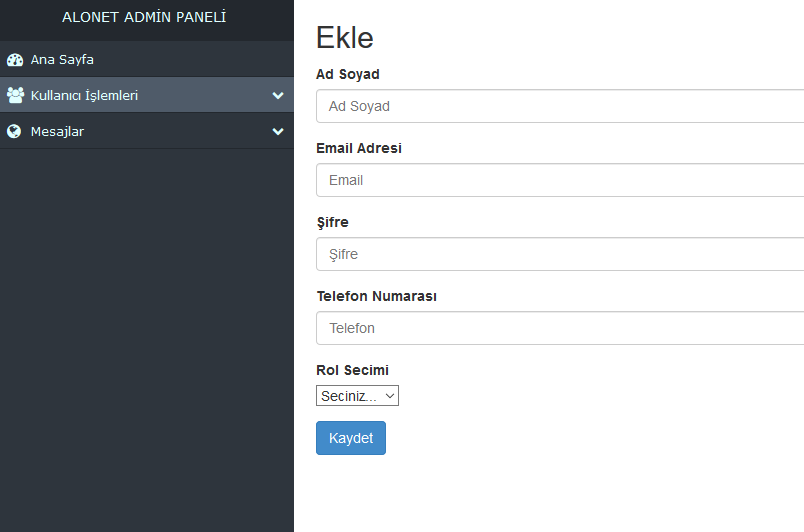 ALONET ADMİN PANELİ
Ana Sayfa
Kullanıcı İşlemleri
Mesajlar
Ekle
Ad Soyad
Ad Soyad
Email Adresi
Email
Şifre
Şifre
Telefon Numarası
Telefon
Rol Secimi
Seciniz...
Kaydet